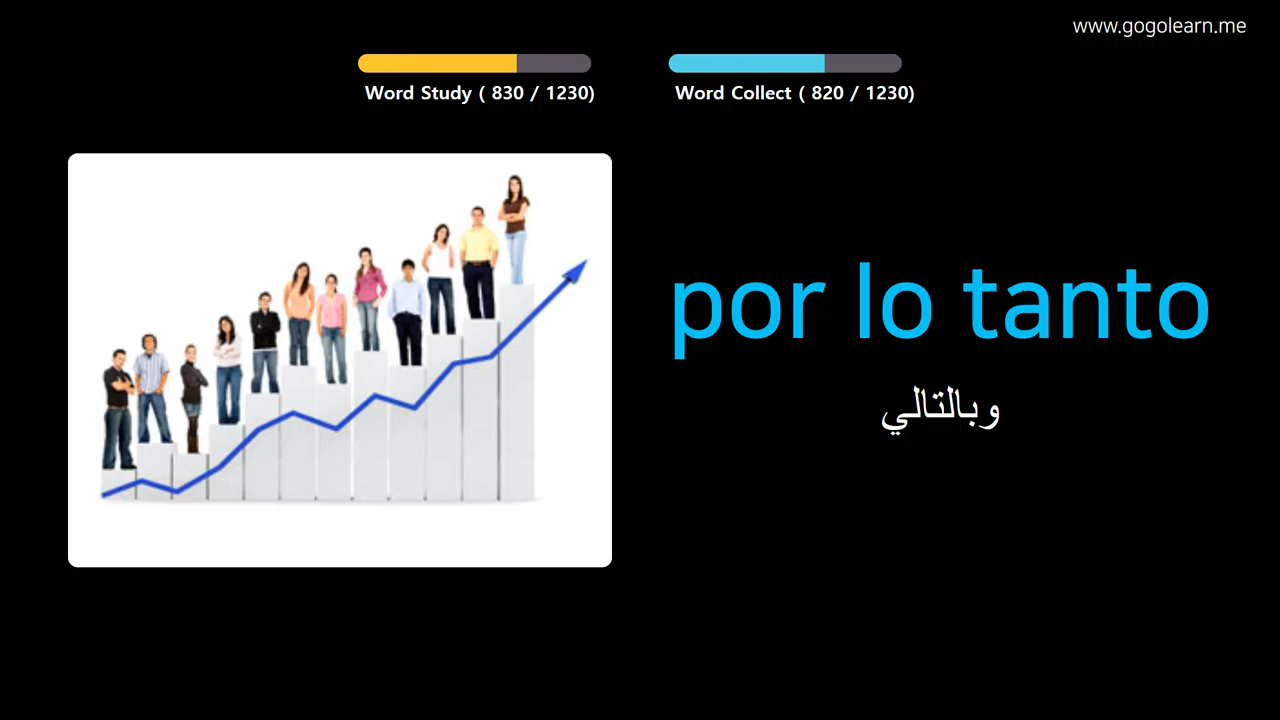 www.gogolearn.me
Word Study ( 830 / 1230)
Word Collect ( 820 / 1230)
por lo tanto
وبالتالي